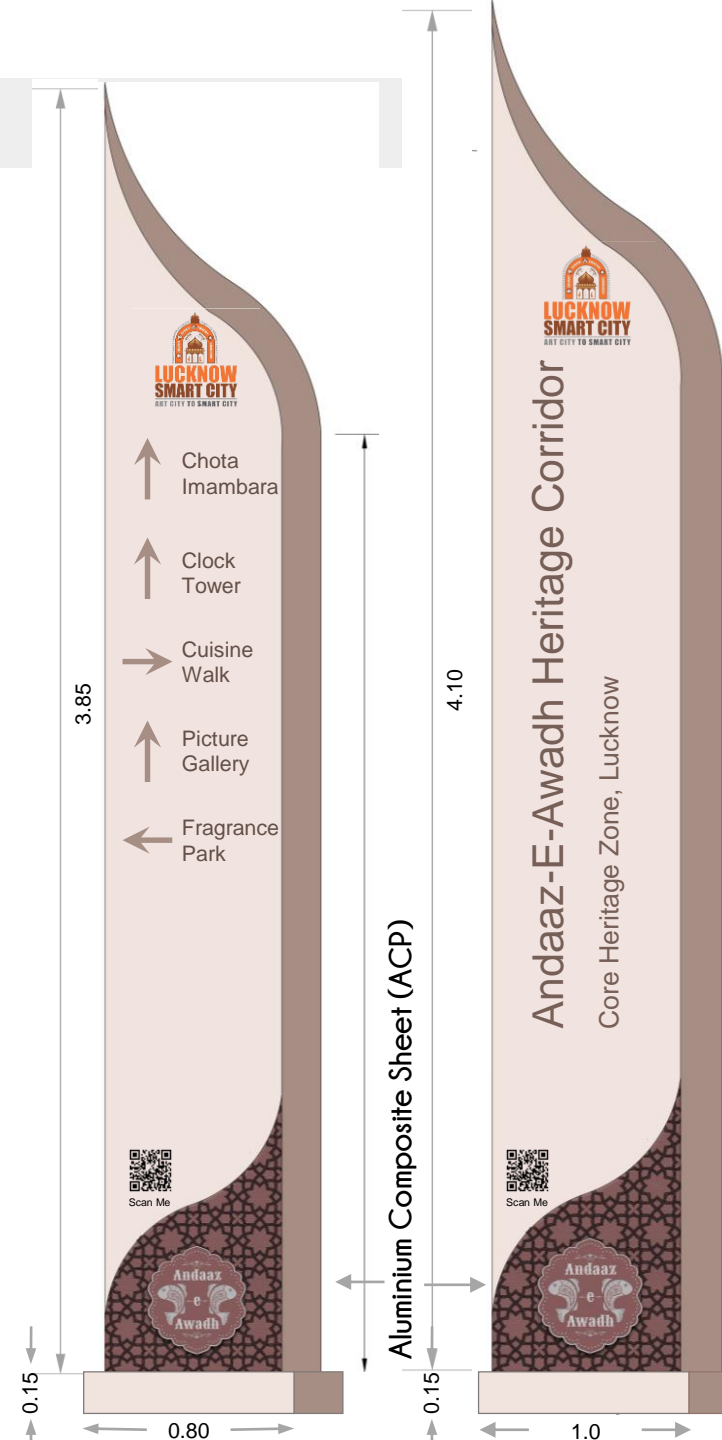 LUCKNOW
SMART CITY
ART CITY TO SMART CITY
Chota
Imambara
Clock
Tower
Cuisine
Walk
Picture
Gallery
Fragrance
Park
Scan Me
Andaaz
e
Awadh
3.85
0.15
0.80
Aluminium Composite Sheet (ACP)
4.10
0.15
1.0
LUCKNOW
SMART CITY
ART CITY TO SMART CITY
Andaaz-E-Awadh Heritage Corridor
Core Heritage Zone, Lucknow
Scan Me
Andaaz
e
Awadh